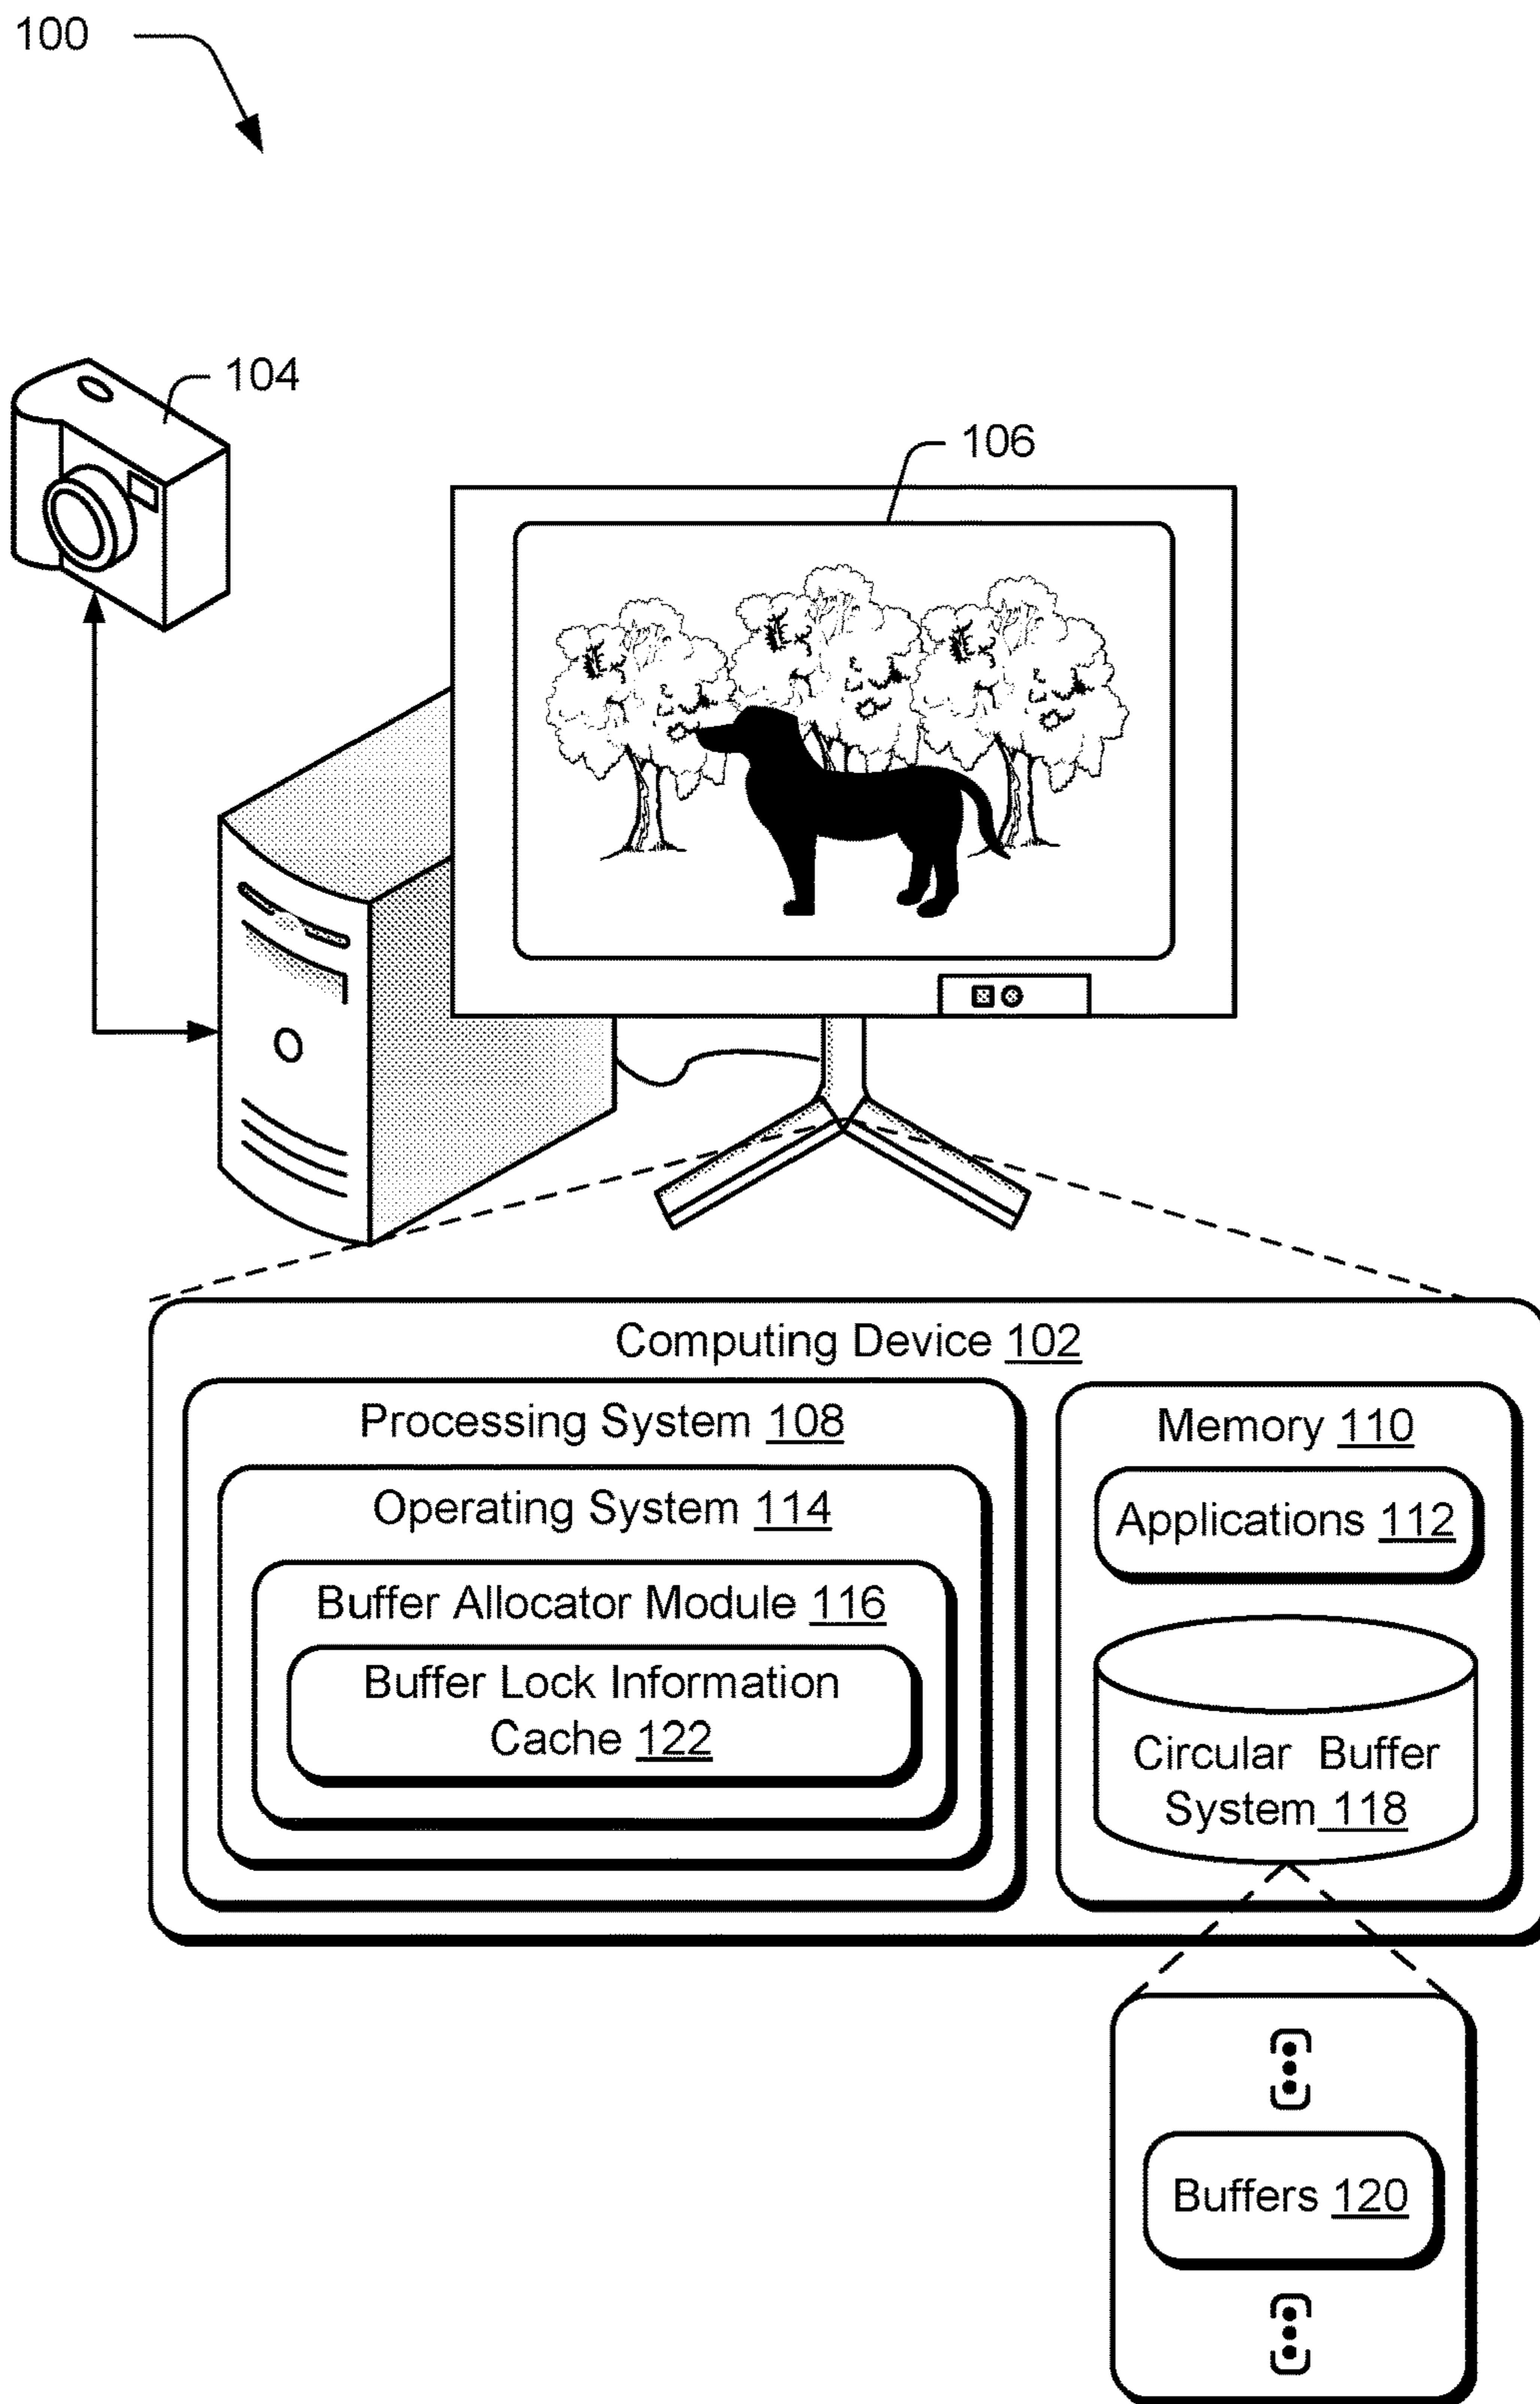 100
104
106
Computing Device 102
Processing System 108
Operating System 114
Buffer Allocator Module 116
Buffer Lock Information
Cache 122
Memory 110
Applications 112
Circular Buffer
System 118
Buffers 120